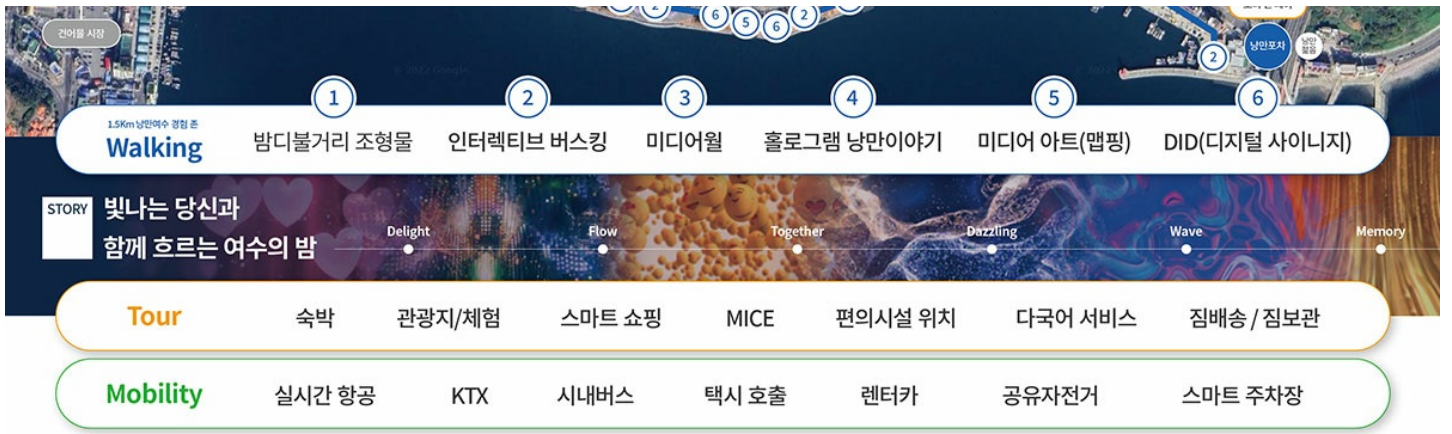 건어물 시장
2
6
5
6
2
2
낭만포차
낭만
1
2
3
4
5
6
1.5Km 낭만여수 경험 존
Walking
밤디불거리 조형물
인터렉티브 버스킹
미디어월
홀로그램 낭만이야기
미디어 아트(맵핑)
DID(디지털 사이니지)
STORY
빛나는 당신과
함께 흐르는 여수의 밤
Delight
Flow
Together
Dazzling
Wave
Memory
Tour
숙박
관광지/체험
스마트 쇼핑
MICE
편의시설 위치
다국어 서비스
짐배송 / 짐보관
Mobility
실시간 항공
KTX
시내버스
택시 호출
렌터카
공유자전거
스마트 주차장